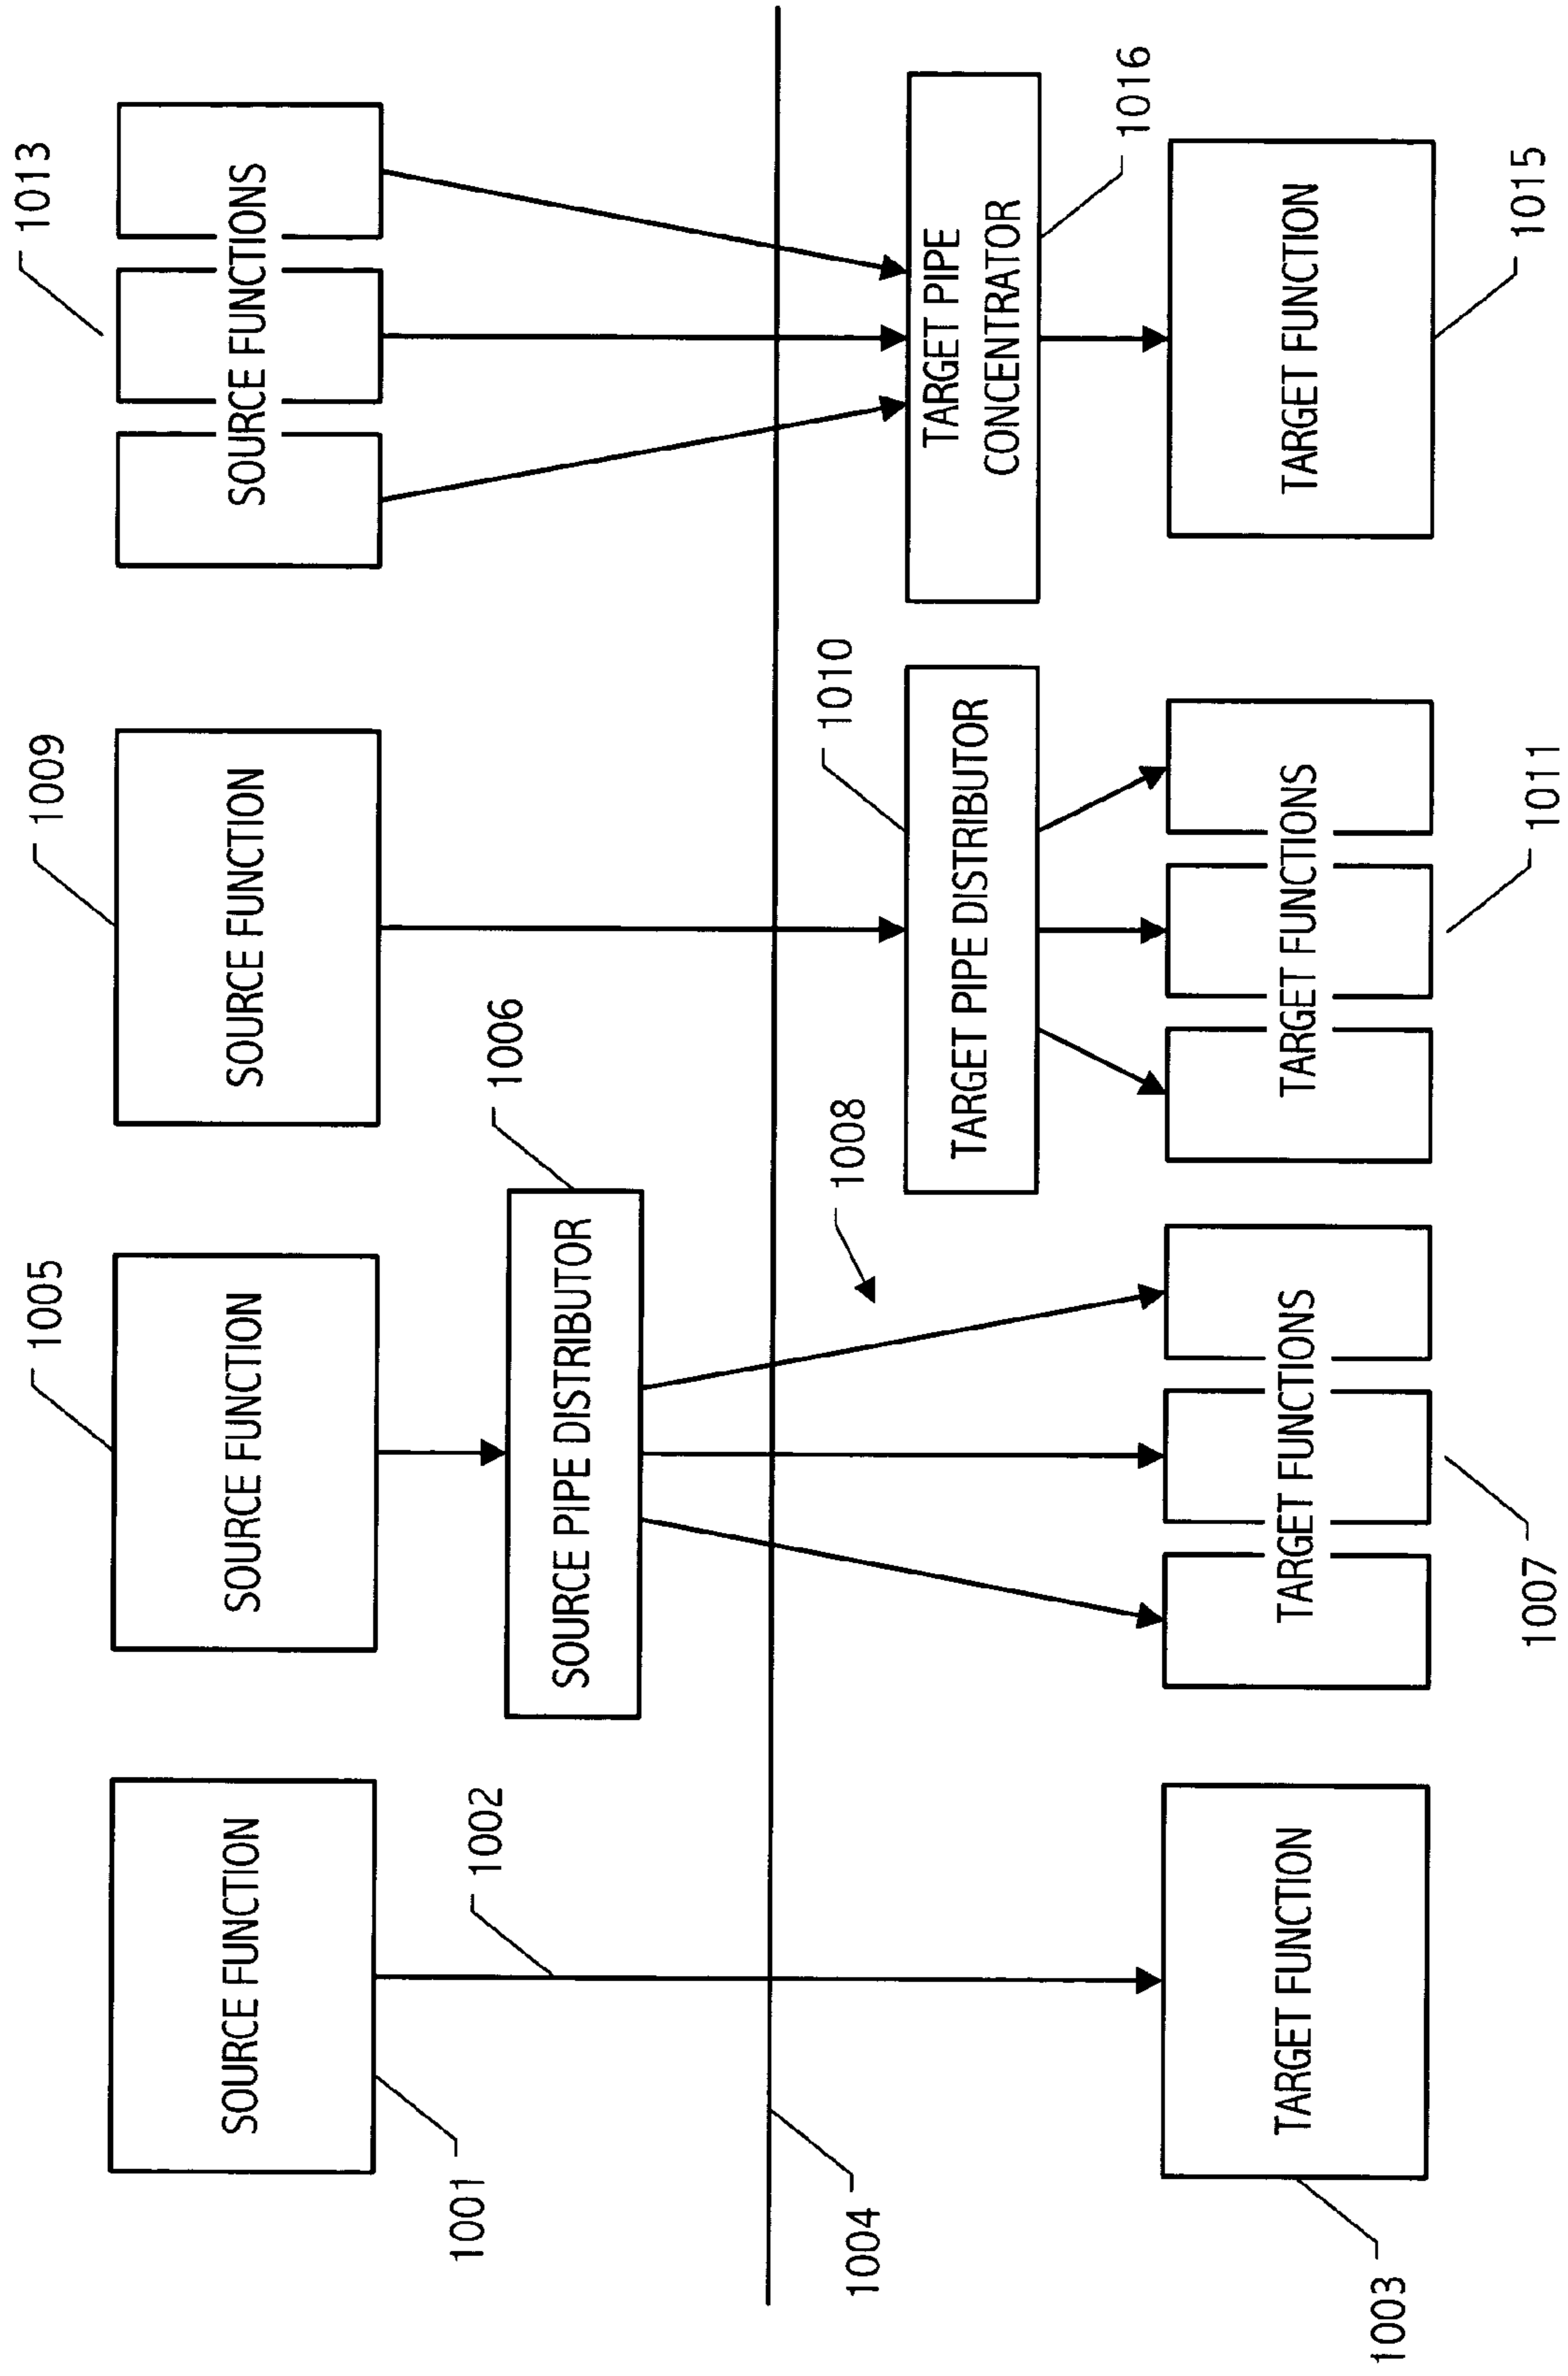 1001
SOURCE FUNCTION
1002
1004
TARGET FUNCTION
1003
1005
SOURCE FUNCTION
1006
SOURCE PIPE DISTRIBUTOR
1008
TARGET FUNCTIONS
1007
1009
SOURCE FUNCTION
1010
TARGET PIPE DISTRIBUTOR
TARGET FUNCTIONS
1011
1013
SOURCE FUNCTIONS
TARGET PIPE
CONCENTRATOR
1016
TARGET FUNCTION
1015